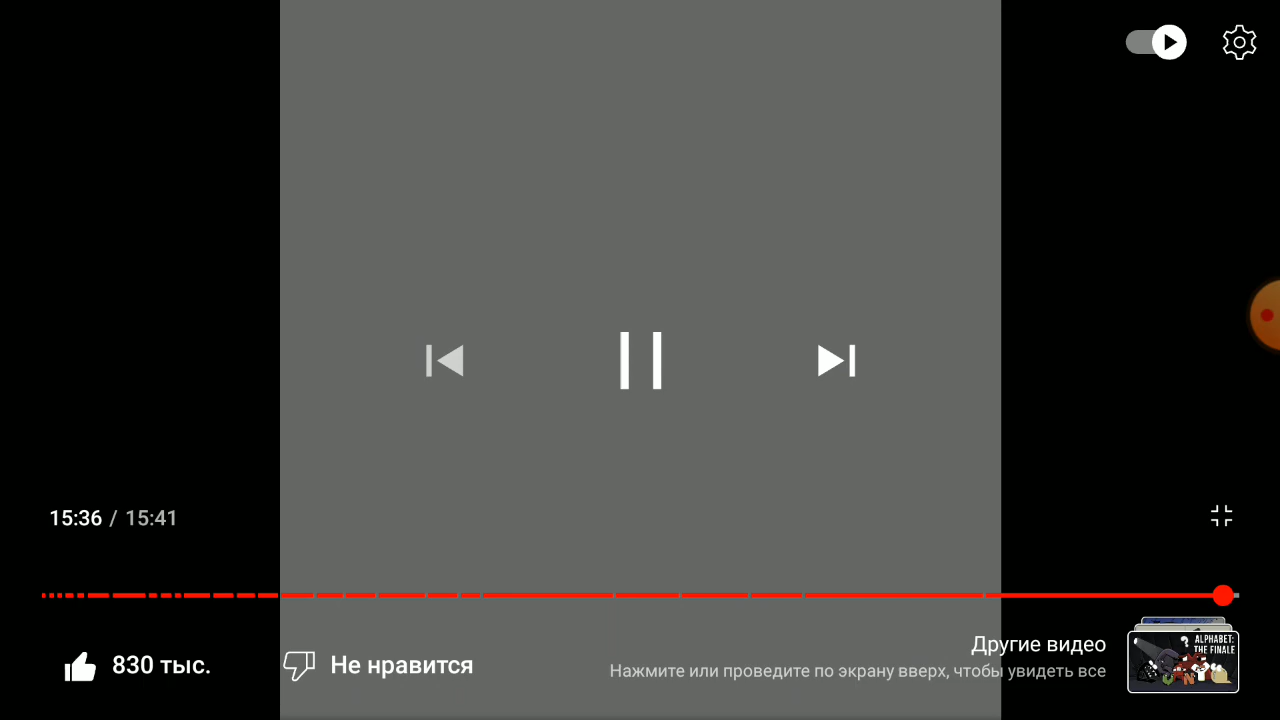 15:36 / 15:41
830 тыс.
Не нравится
Другие видео
Нажмите или проведите по экрану вверх, чтобы увидеть все
ALPHABET:
THE FINALE